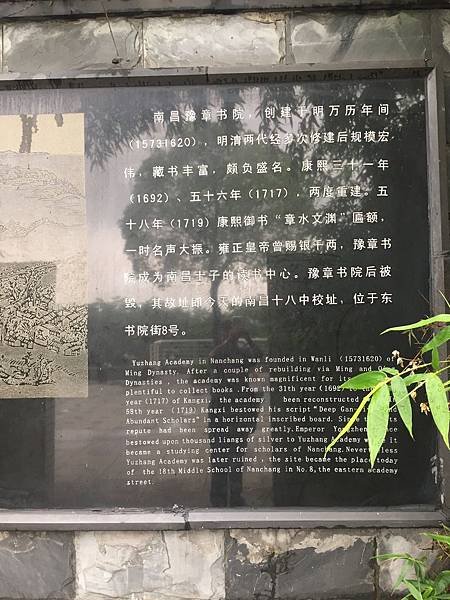 南昌豫章书院，创建于明万历年间
（15731620），明清两代经多次修建后规模宏
伟，藏书丰富，颇负盛名。康熙三十一年
（1692）、五十六年（1717），两度重建。五
十八年（1719）康熙御书“章水文渊”匾额，
一时名声大振。雍正皇帝曾赐银千两，豫章书
院成为南昌士子的读书中心。豫章书院后被
毁，其故址即今天的南昌十八中校址，位于东
书院街8号。
Yuzhang Academy in Nanchang was founded in Wanli （15731620） of
Ming Dynasty. After a couple of rebuilding via Ming and
Dynasties , the academy was known magnificent for its
plentiful to collect books .From the 31th year (1692) to
year (1717) of Kangxi, the academy been reconstructed
58th year （1719) Kangxi bestowed his script "Deep and
Abundant Scholars" in a horizontal inscribed board. Since its
repute had been spread away greatly.Emperor
bestowed upon thousand liangs of silver to Yuzhang Academy it
became a studying center for scholars of Nanchang.
Yuzhang Academy was later ruined , the site became the place today
of the 18th Middle School of Nanchang in No.8,the eastern academy
street.